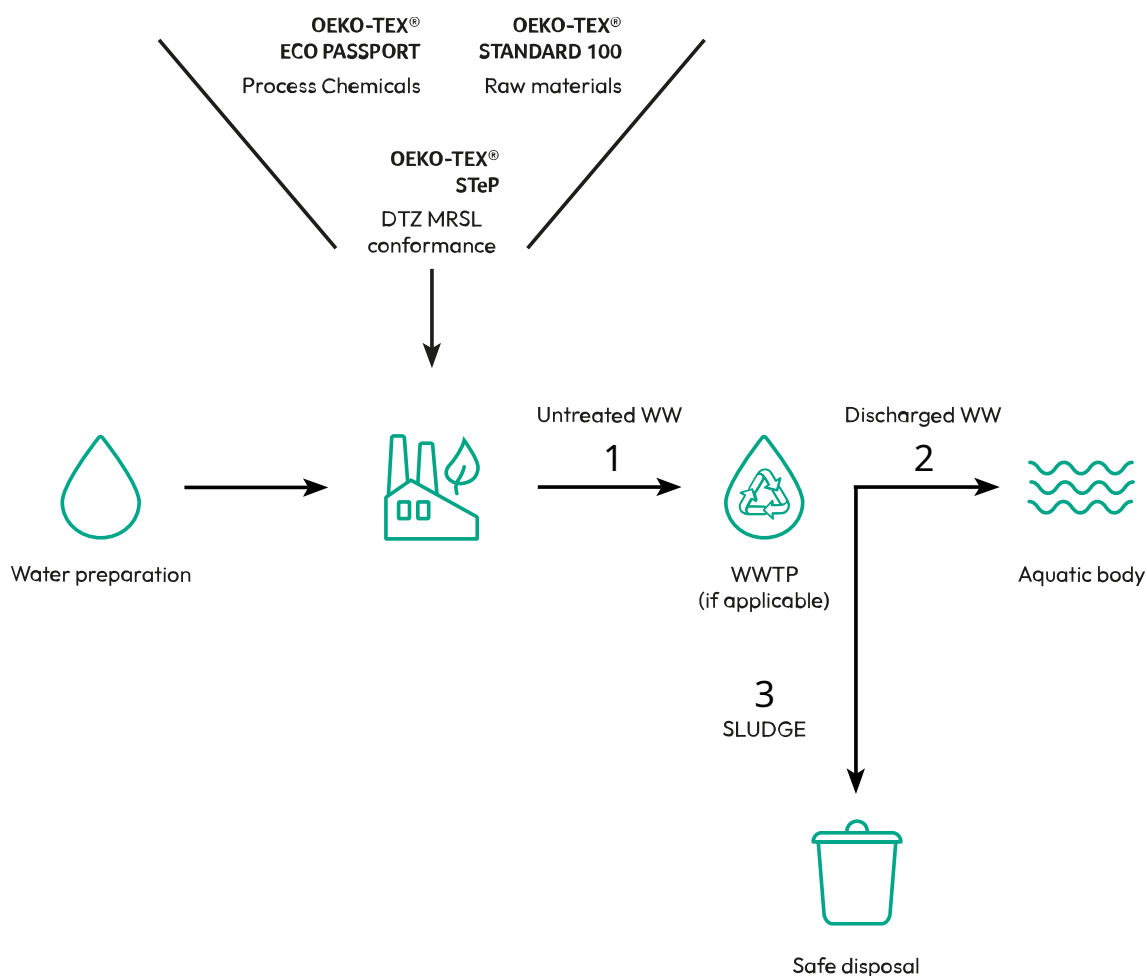 OEKO-TEX®
ECO PASSPORT
Process Chemicals
OEKO-TEX®
STANDARD 100
Raw materials
OEKO-TEX®
STeP
DTZ MRSL
conformance
Untreated WW
1
Discharged WW
2
Water preparation
WWTP
(if applicable)
Aquatic body
3
SLUDGE
Safe disposal